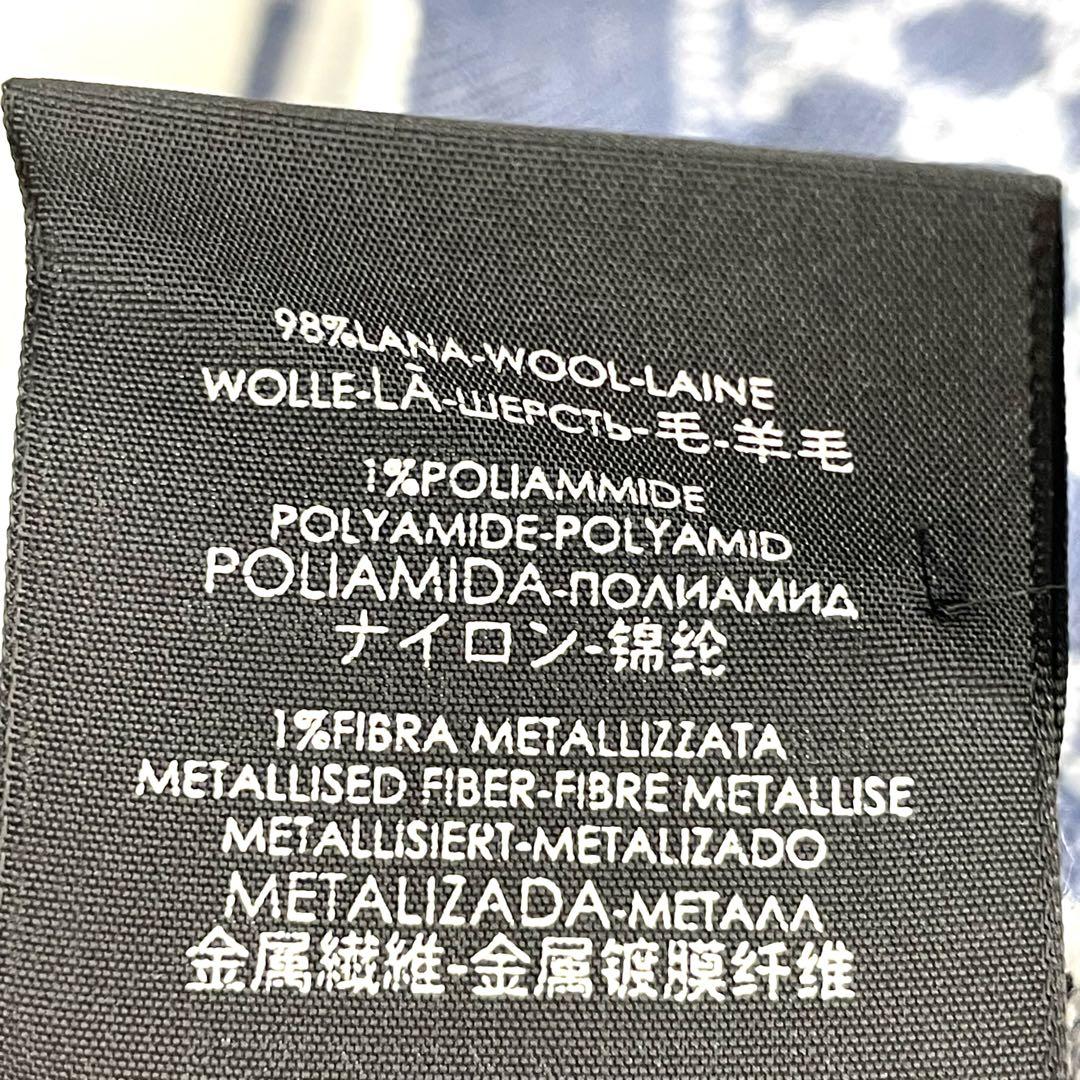 98%LANA-WOOL-LAINE
WOLLE-LÃ-ШЕРСТЬ-毛-羊毛
1%POLIAMMIDE
POLYAMIDE-POLYAMID
POLIAMIDA-ПОЛИАМИД
ナイロン-锦纶
1%FIBRA METALLIZZATA
METALLISED FIBER-FIBRE METALLISE
METALLISIERT-METALIZADO
METALIZADA-МЕТАЛЛ
金属繊維-金属镀膜纤维